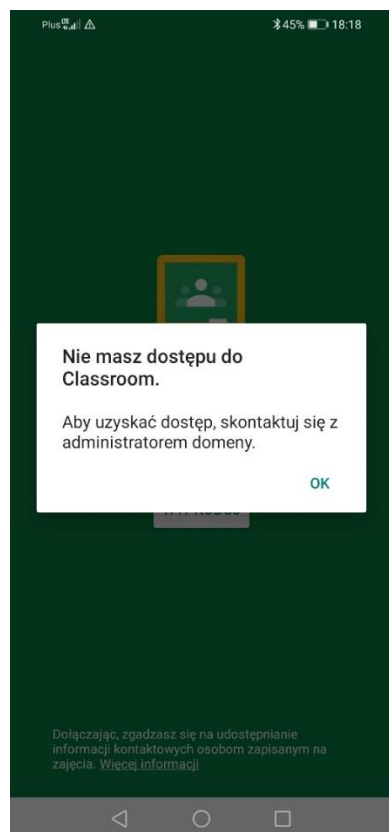 Plus 45% 18:18
Nie masz dostępu do
Classroom.
Aby uzyskać dostęp, skontaktuj się z
administratorem domeny.
OK
Dołączając, zgadzasz się na udostępnianie
informacji kontaktowych osobom zapisanym na
zajęcia. Więcej informacji